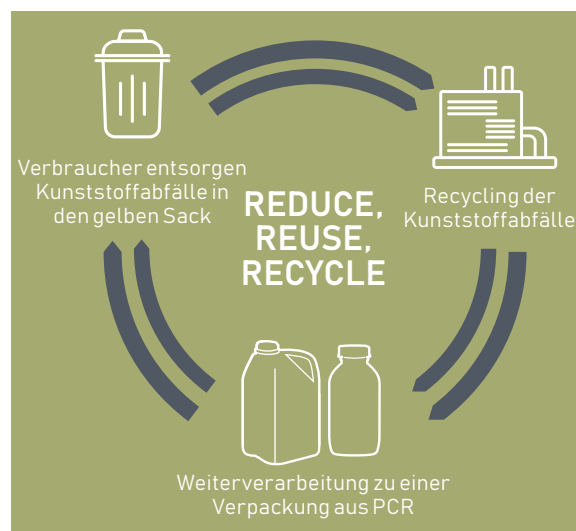 Verbraucher entsorgen
Kunststoffabfälle in
den gelben Sack
REDUCE,
REUSE,
RECYCLE
Recycling der
Kunststoffabfälle
Weiterverarbeitung zu einer
Verpackung aus PCR